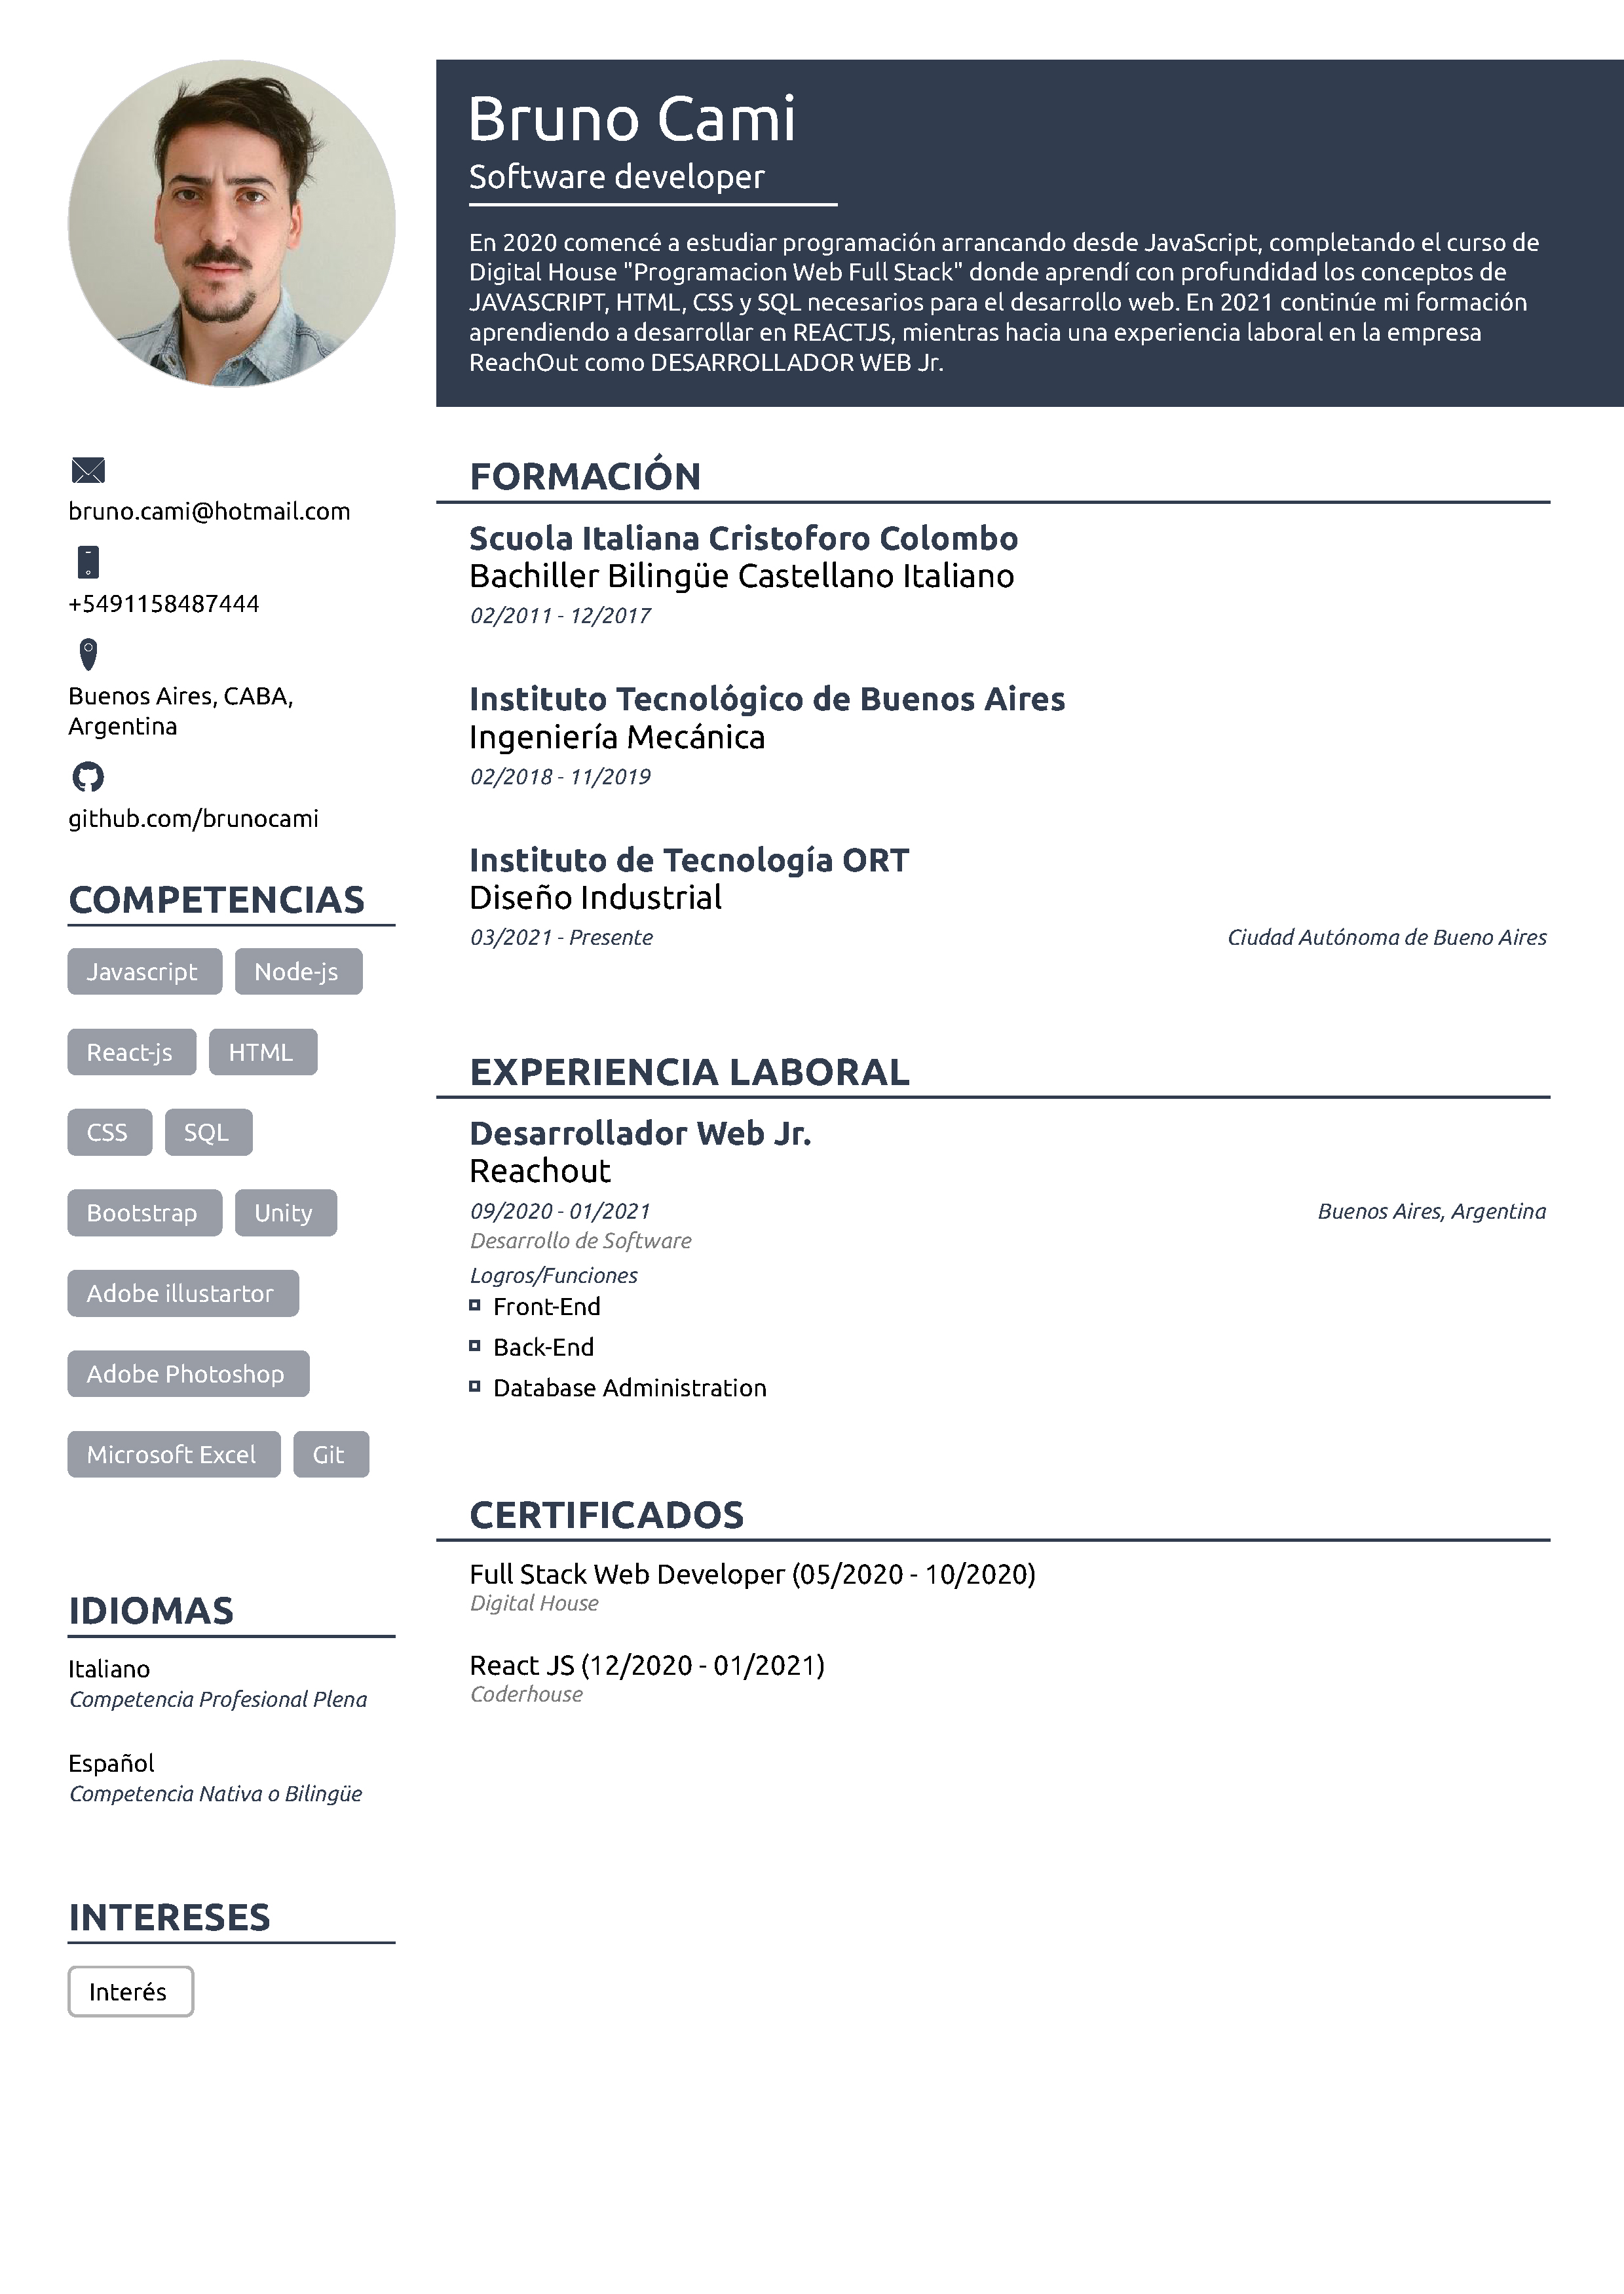 Bruno Cami
Software developer
En 2020 comencé a estudiar programación arrancando desde JavaScript, completando el curso de
Digital House "Programacion Web Full Stack" donde aprendí con profundidad los conceptos de
JAVASCRIPT, HTML, CSS y SQL necesarios para el desarrollo web. En 2021 continúe mi formación
aprendiendo a desarrollar en REACTJS, mientras hacia una experiencia laboral en la empresa
ReachOut como DESARROLLADOR WEB Jr.
bruno.cami@hotmail.com
+5491158487444
Buenos Aires, CABA,
Argentina
github.com/brunocami
COMPETENCIAS
Javascript Node-js
React-js HTML
CSS SQL
Bootstrap Unity
Adobe illustartor
Adobe Photoshop
Microsoft Excel Git
IDIOMAS
Italiano
Competencia Profesional Plena
Español
Competencia Nativa o Bilingüe
INTERESES
Interés
FORMACIÓN
Scuola Italiana Cristoforo Colombo
Bachiller Bilingüe Castellano Italiano
02/2011 - 12/2017
Instituto Tecnológico de Buenos Aires
Ingeniería Mecánica
02/2018 - 11/2019
Instituto de Tecnología ORT
Diseño Industrial
03/2021 - Presente Ciudad Autónoma de Bueno Aires
EXPERIENCIA LABORAL
Desarrollador Web Jr.
Reachout
09/2020 - 01/2021 Buenos Aires, Argentina
Desarrollo de Software
Logros/Funciones
Front-End
Back-End
Database Administration
CERTIFICADOS
Full Stack Web Developer (05/2020 - 10/2020)
Digital House
React JS (12/2020 - 01/2021)
Coderhouse